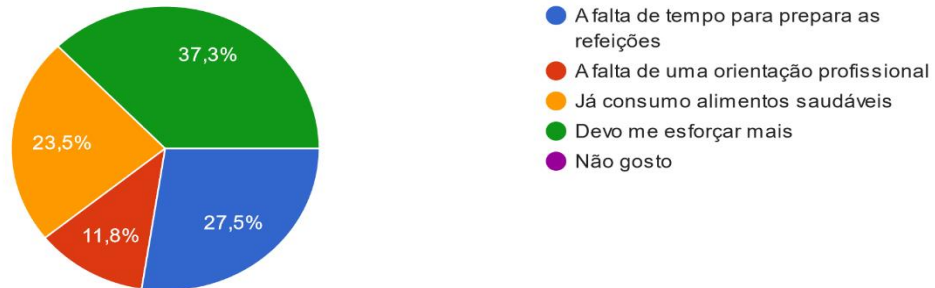 37,3%
23,5%
11,8%
27,5%
A falta de tempo para prepara as
refeições
A falta de uma orientação profissional
Já consumo alimentos saudáveis
Devo me esforçar mais
Não gosto